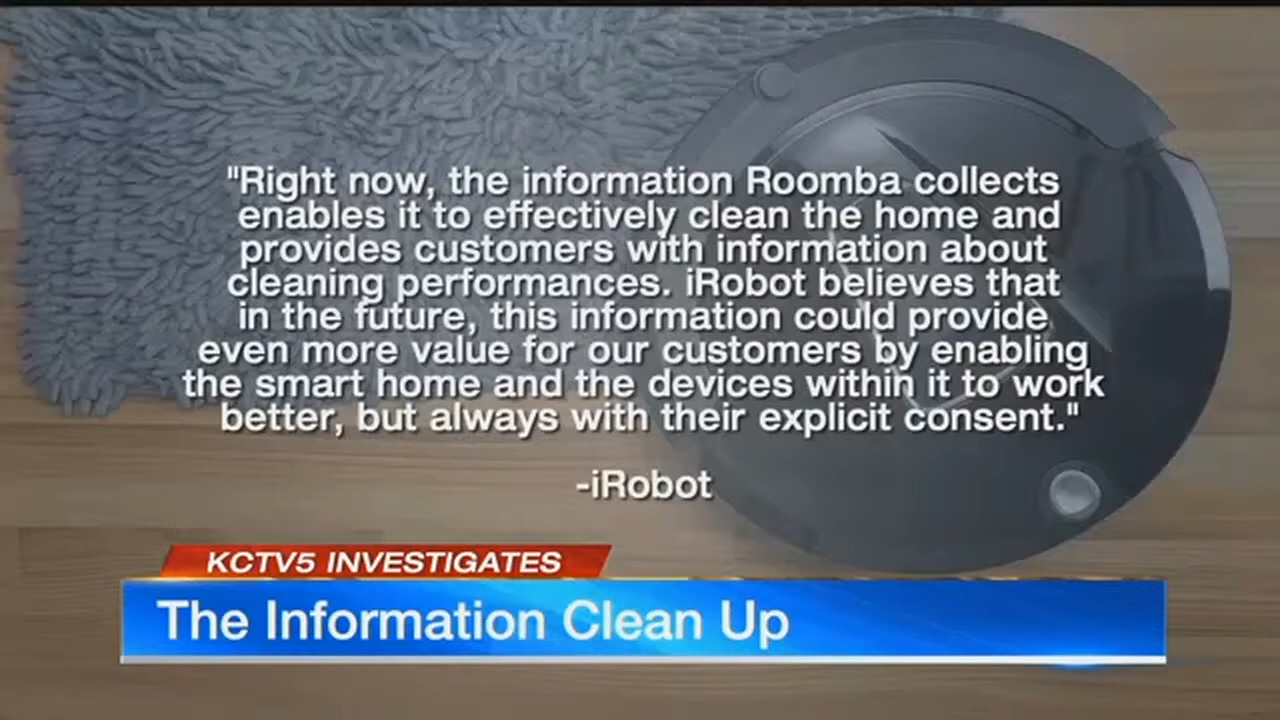 "Right now, the information Roomba collects
enables it to effectively clean the home and
provides customers with information about
cleaning performances. iRobot believes that
in the future, this information could provide
even more value for our customers by enabling
the smart home and the devices within it to work
better, but always with their explicit consent."
-iRobot
KCTV5 INVESTIGATES
The Information Clean Up